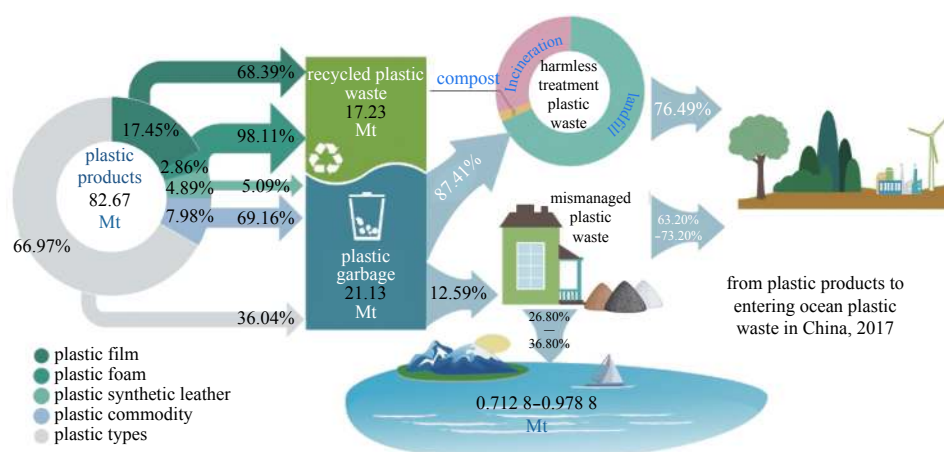 68.39%
98.11%
5.09%
69.16%
36.04%
17.45%
2.86%
4.89%
7.98%
66.97%
plastic
products
82.67
Mt
recycled plastic
waste
17.23
Mt
plastic
garbage
21.13
Mt
compost
Incineration
landfill
harmless
treatment
plastic
waste
87.41%
12.59%
76.49%
mismanaged
plastic
waste
63.20%
-73.20%
26.80%
—
36.80%
0.712 8–0.978 8
Mt
from plastic products to
entering ocean plastic
waste in China, 2017
plastic film
plastic foam
plastic synthetic leather
plastic commodity
plastic types